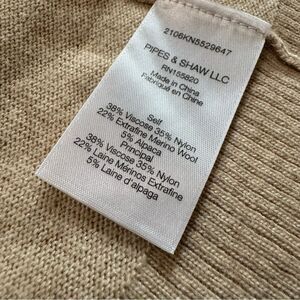 2106KN5529647
PIPES & SHAW LLC
RN155820
Made in China
Fabriqué en Chine
Self
38% Viscose 35% Nylon
22% Extrafine Merino Wool
5% Alpaca
Principal
38% Viscose 35% Nylon
22% Laine Mérinos Extrafine
5% Laine d'alpaga